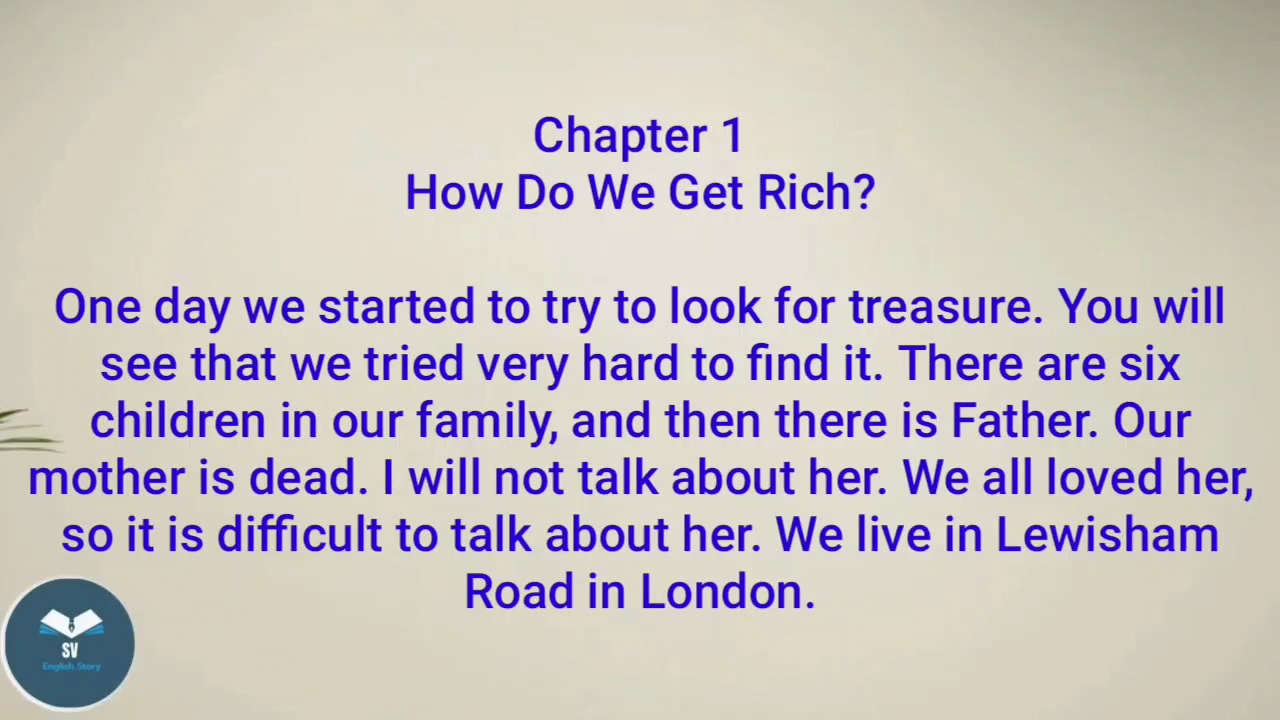 Chapter 1
How Do We Get Rich?
One day we started to try to look for treasure. You will
see that we tried very hard to find it. There are six
children in our family, and then there is Father. Our
mother is dead. I will not talk about her. We all loved her,
so it is difficult to talk about her. We live in Lewisham
Road in London.
SV
English Story